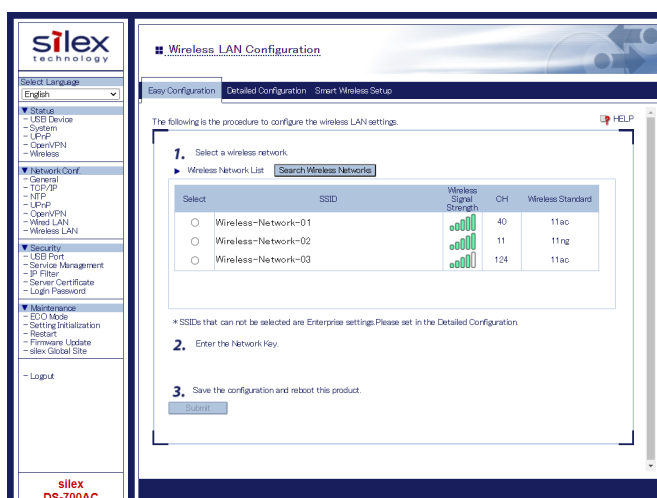 silex
technology
Select Language
English
▼ Status
- USB Device
- System
- UPnP
- OpenVPN
- Wireless
▼ Network Conf.
- General
- TCP/IP
- NTP
- UPnP
- OpenVPN
- Wired LAN
- Wireless LAN
▼ Security
- USB Port
- Service Management
- IP Filter
- Server Certificate
- Login Password
▼ Maintenance
- ECO Mode
- Setting Initialization
- Restart
- Firmware Update
- silex Global Site
- Logout
silex
DS-700AC
Wireless LAN Configuration
Easy Configuration Detailed Configuration Smart Wireless Setup
The following is the procedure to configure the wireless LAN settings.
HELP
1. Select a wireless network.
Wireless Network List Search Wireless Networks
Select SSID Wireless Signal Strength CH Wireless Standard
Wireless-Network-01 40 11ac
Wireless-Network-02 11 11ng
Wireless-Network-03 124 11ac
* SSIDs that can not be selected are Enterprise settings.Please set in the Detailed Configuration.
2. Enter the Network Key.
3. Save the configuration and reboot this product.
Submit